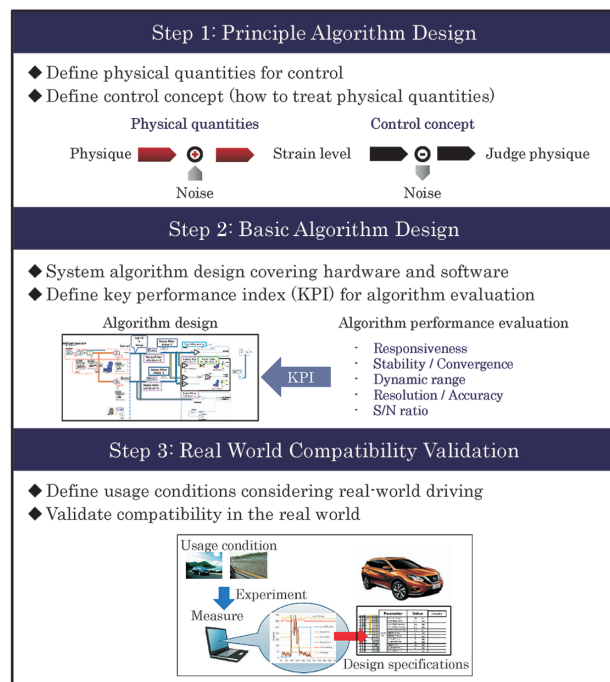 Step 1: Principle Algorithm Design
◆ Define physical quantities for control
◆ Define control concept (how to treat physical quantities)
Physical quantities Control concept
Physique + Strain level - Judge physique
Noise Noise
Step 2: Basic Algorithm Design
◆ System algorithm design covering hardware and software
◆ Define key performance index (KPI) for algorithm evaluation
Algorithm design Algorithm performance evaluation
KPI
· Responsiveness
· Stability / Convergence
· Dynamic range
· Resolution / Accuracy
· S/N ratio
Step 3: Real World Compatibility Validation
◆ Define usage conditions considering real-world driving
◆ Validate compatibility in the real world
Usage condition
Experiment
Measure
Parameter Value
Design specifications